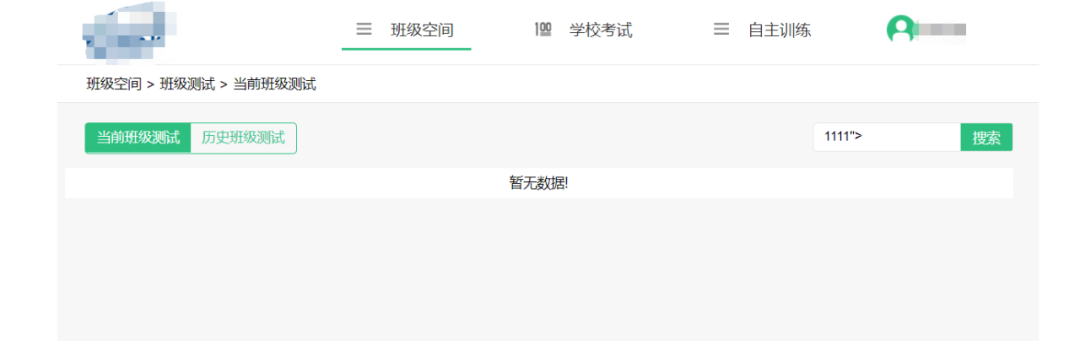 班级空间
学校考试
自主训练
班级空间 > 班级测试 > 当前班级测试
当前班级测试
历史班级测试
1111">
搜索
暂无数据!